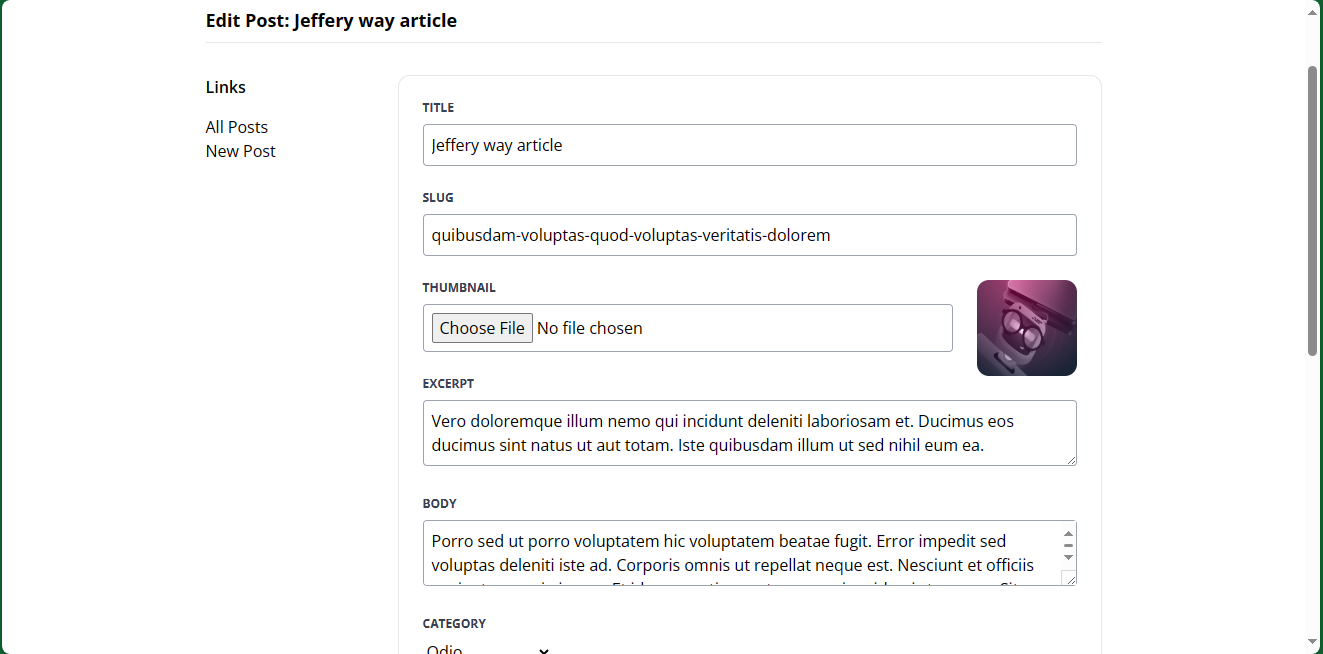 Edit Post: Jeffery way article
Links
All Posts
New Post
TITLE
Jeffery way article
SLUG
quibusdam-voluptas-quod-voluptas-veritatis-dolorem
THUMBNAIL
Choose File No file chosen
EXCERPT
Vero doloremque illum nemo qui incidunt deleniti laboriosam et. Ducimus eos
ducimus sint natus ut aut totam. Iste quibusdam illum ut sed nihil eum ea.
BODY
Porro sed ut porro voluptatem hic voluptatem beatae fugit. Error impedit sed
voluptas deleniti iste ad. Corporis omnis ut repellat neque est. Nesciunt et officiis
CATEGORY
Odio